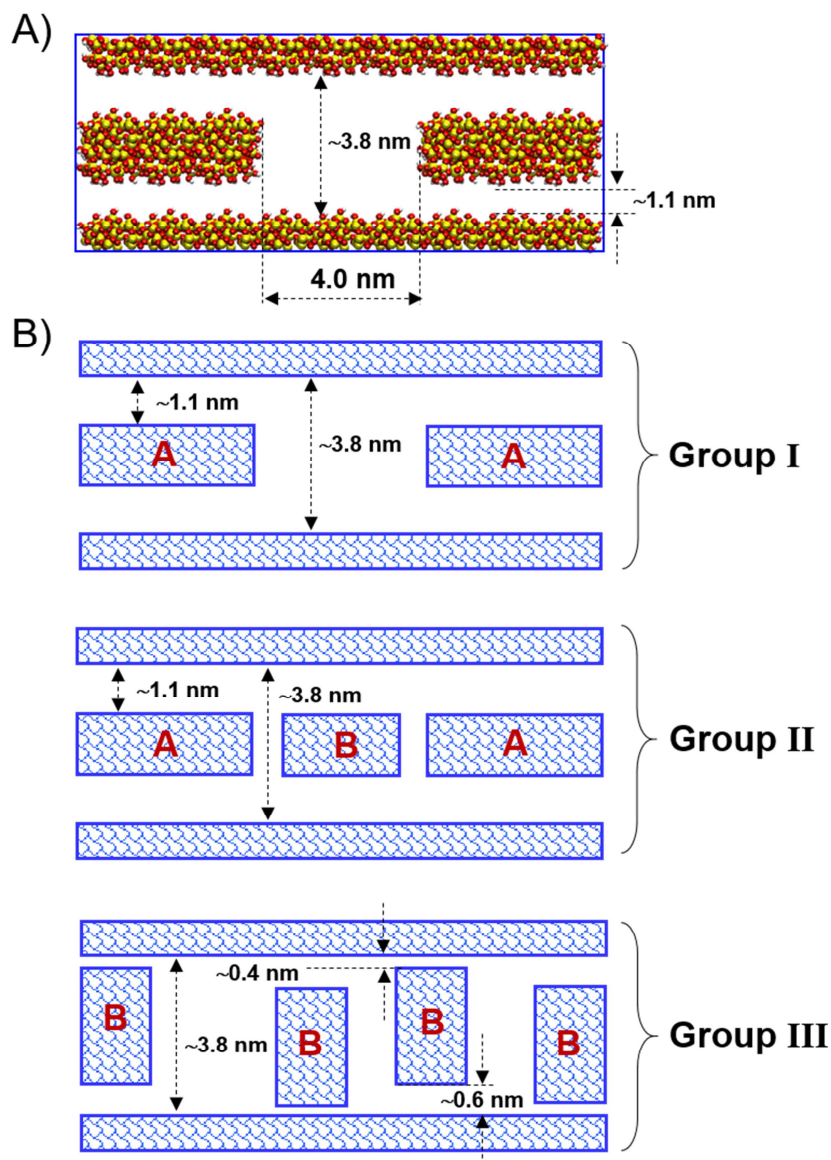 A)
~3.8 nm
~1.1 nm
4.0 nm
B)
~1.1 nm
~3.8 nm
A
A
Group I
~1.1 nm
~3.8 nm
A
B
A
Group II
~0.4 nm
B
B
B
B
~3.8 nm
Group III
~0.6 nm